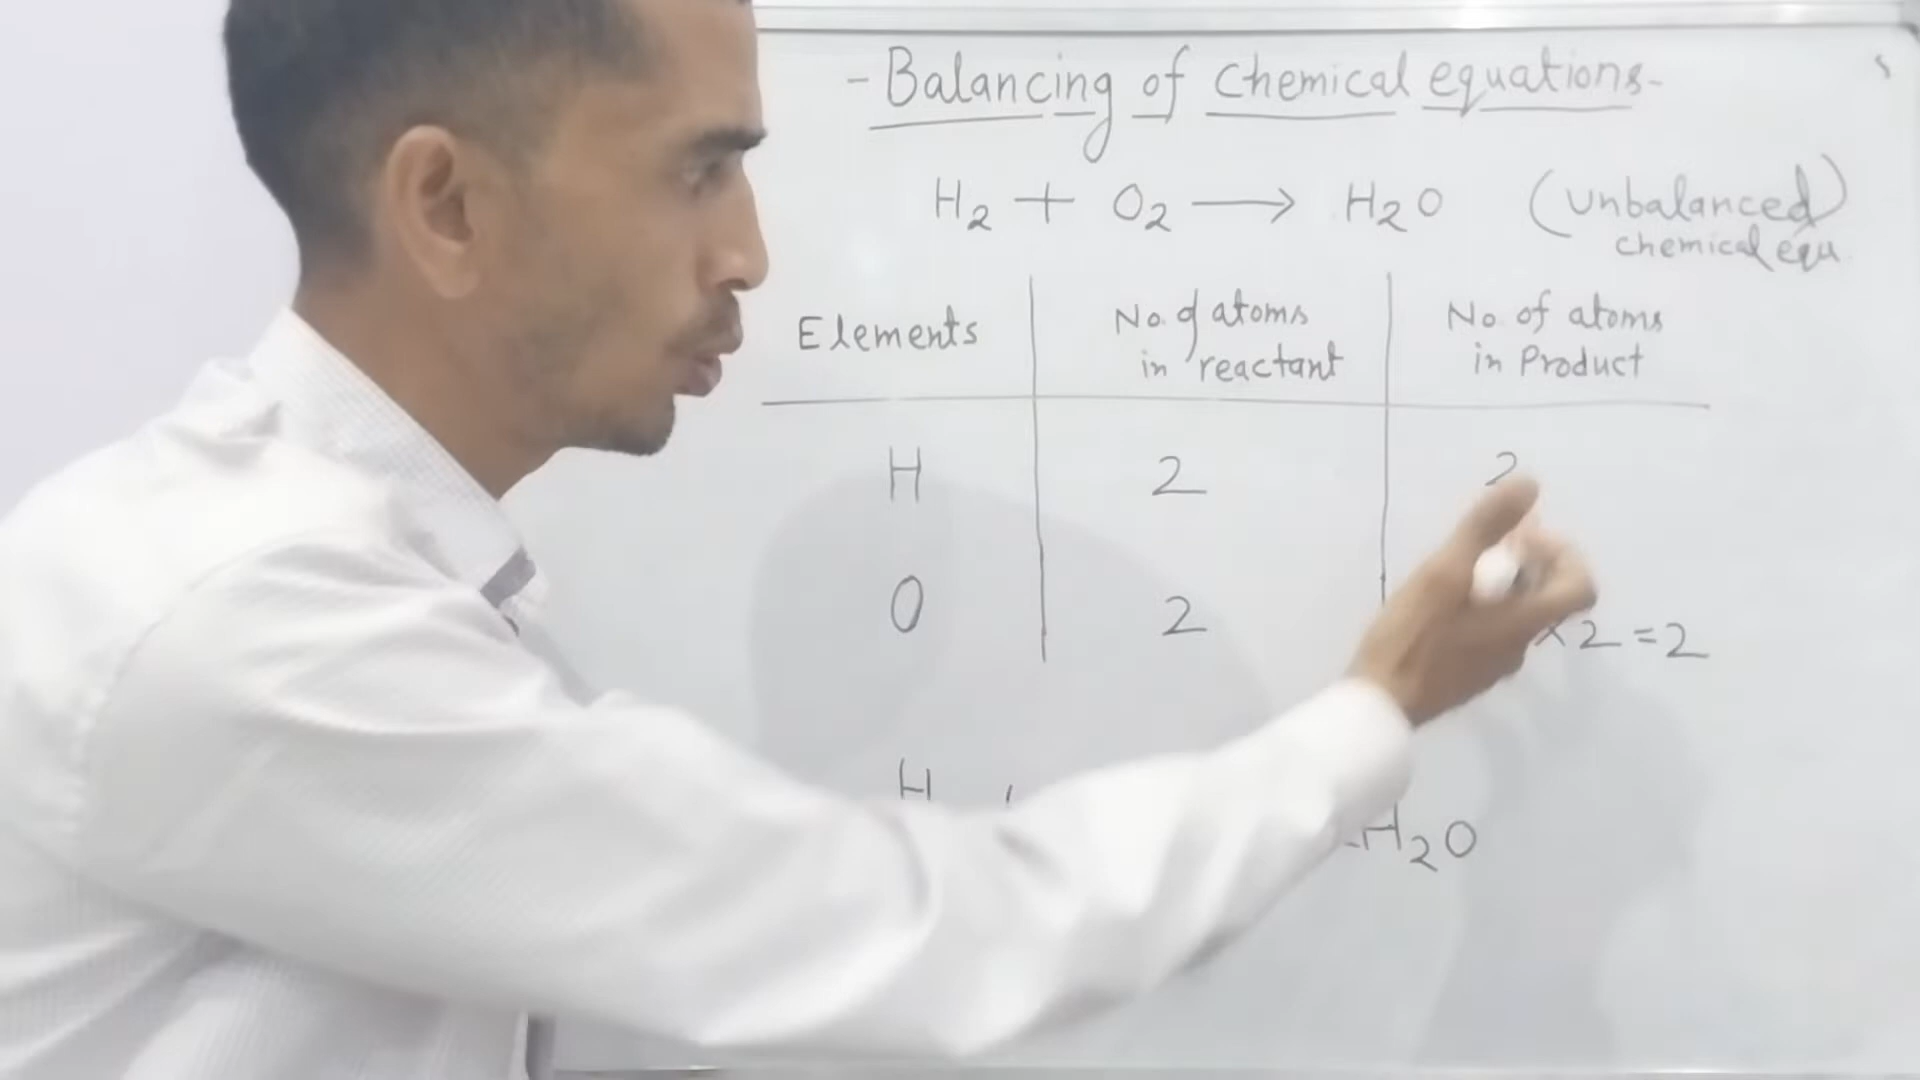 - Balancing of chemical equations -
H2 + O2 → H2O (Unbalanced)
chemical equ.
Elements No. of atoms in reactant No. of atoms in Product
H 2 2
O 2 ×2=2
H
H2O